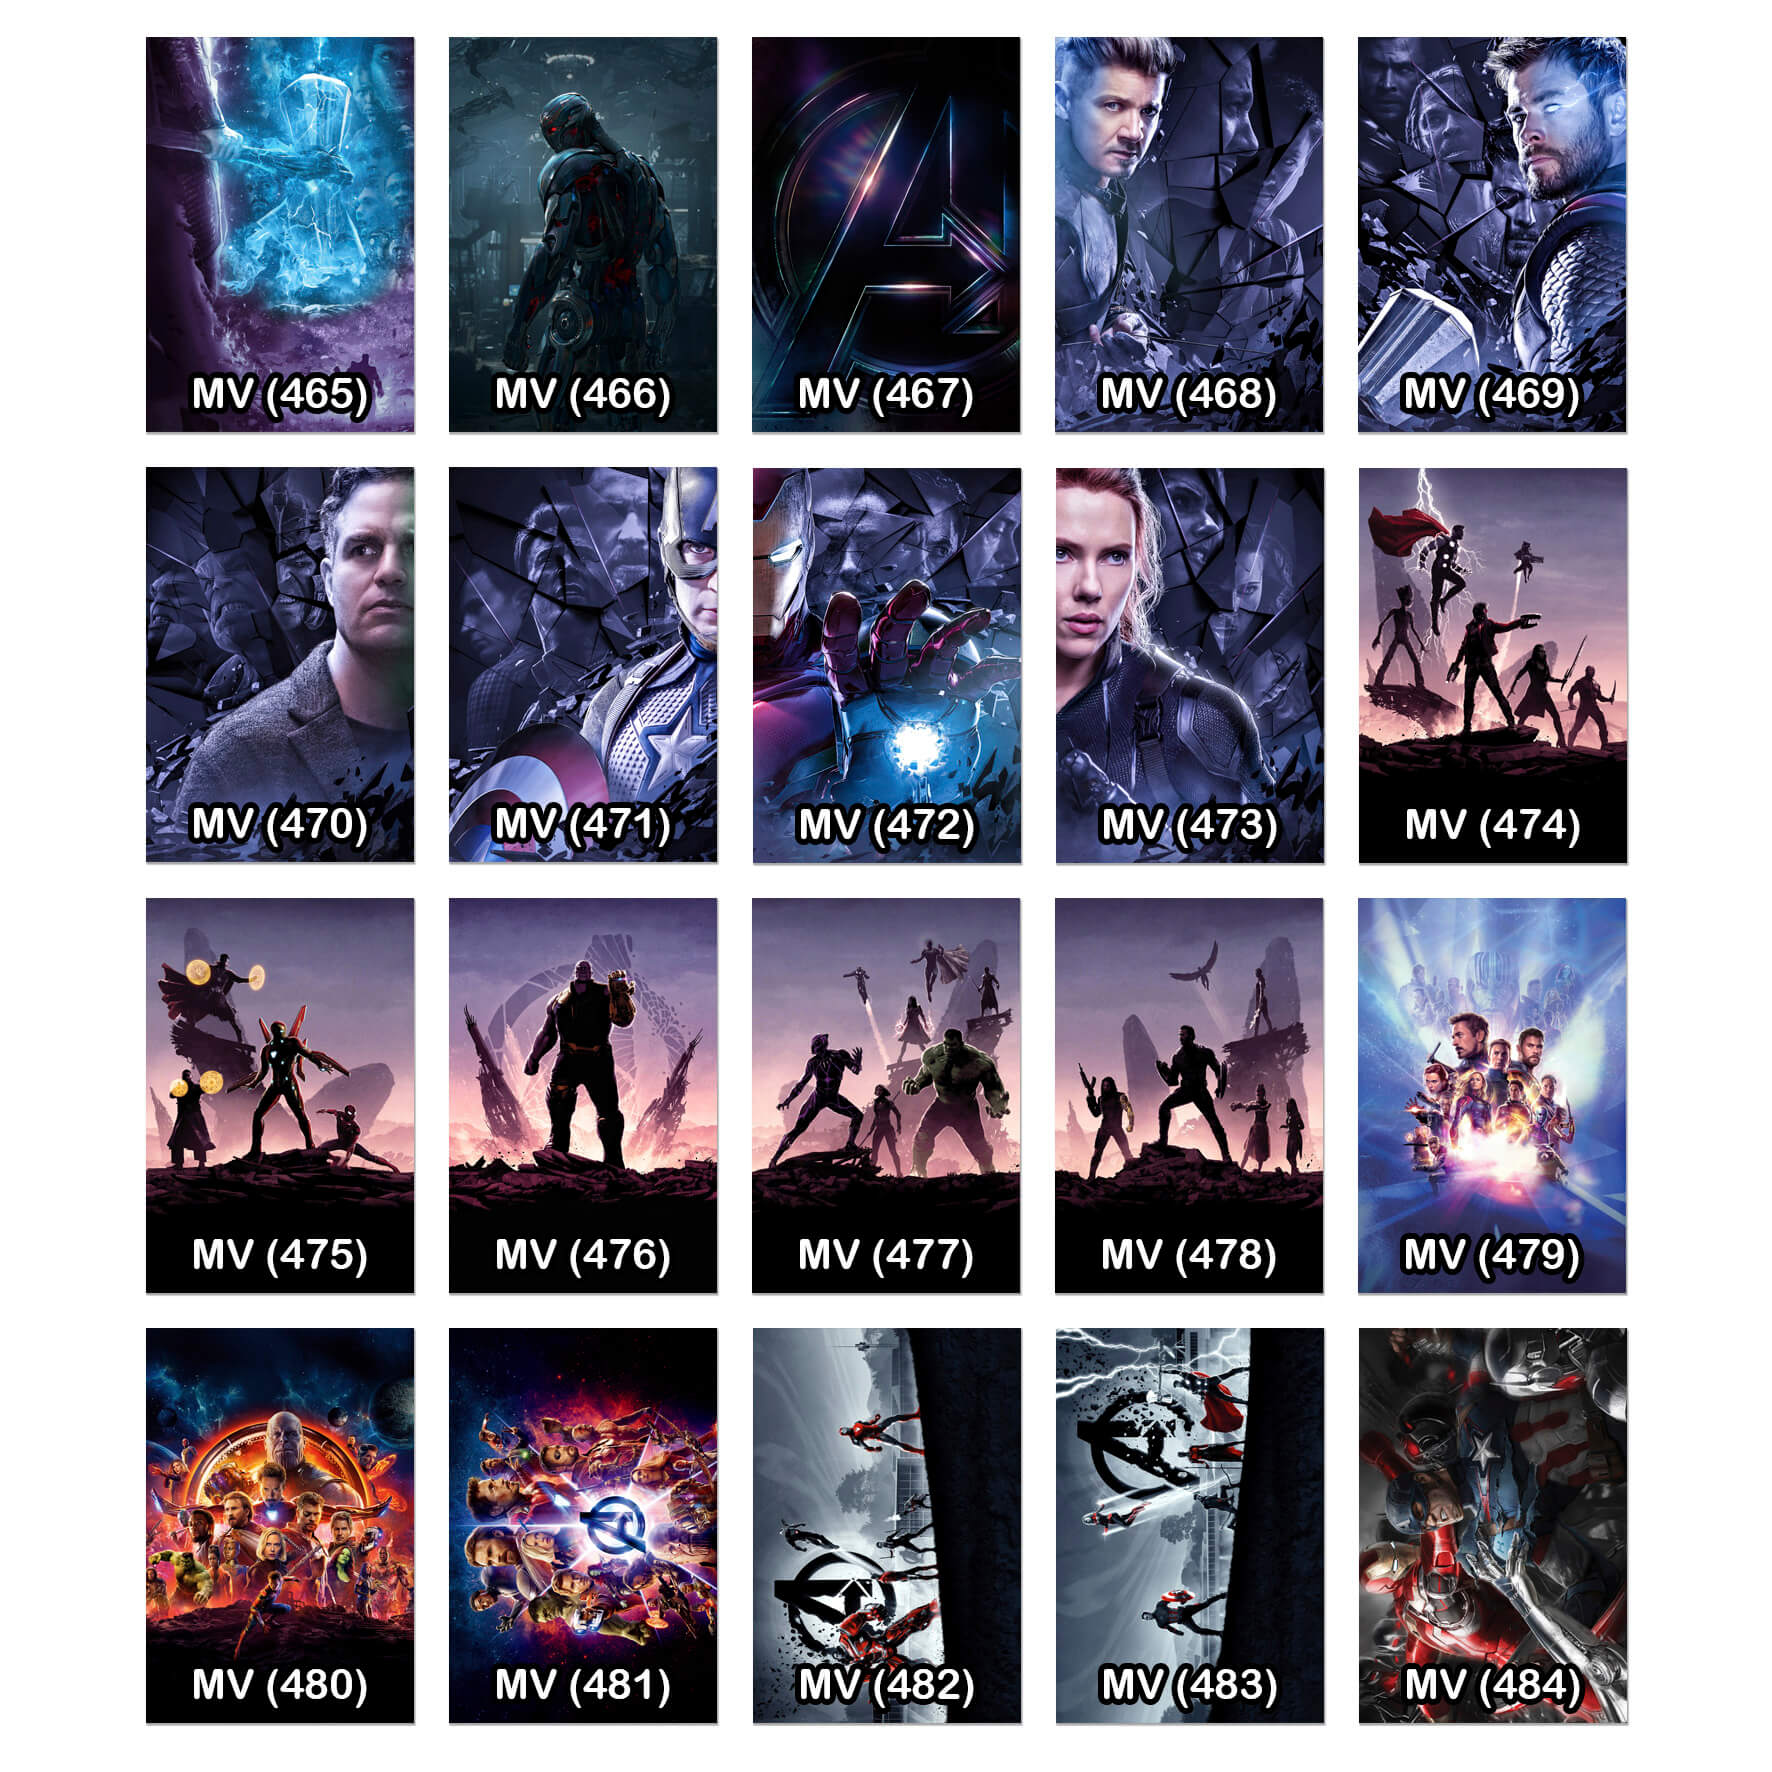 MV (465)
MV (466)
MV (467)
MV (468)
MV (469)
MV (470)
MV (471)
MV (472)
MV (473)
MV (474)
MV (475)
MV (476)
MV (477)
MV (478)
MV (479)
MV (480)
MV (481)
MV (482)
MV (483)
MV (484)